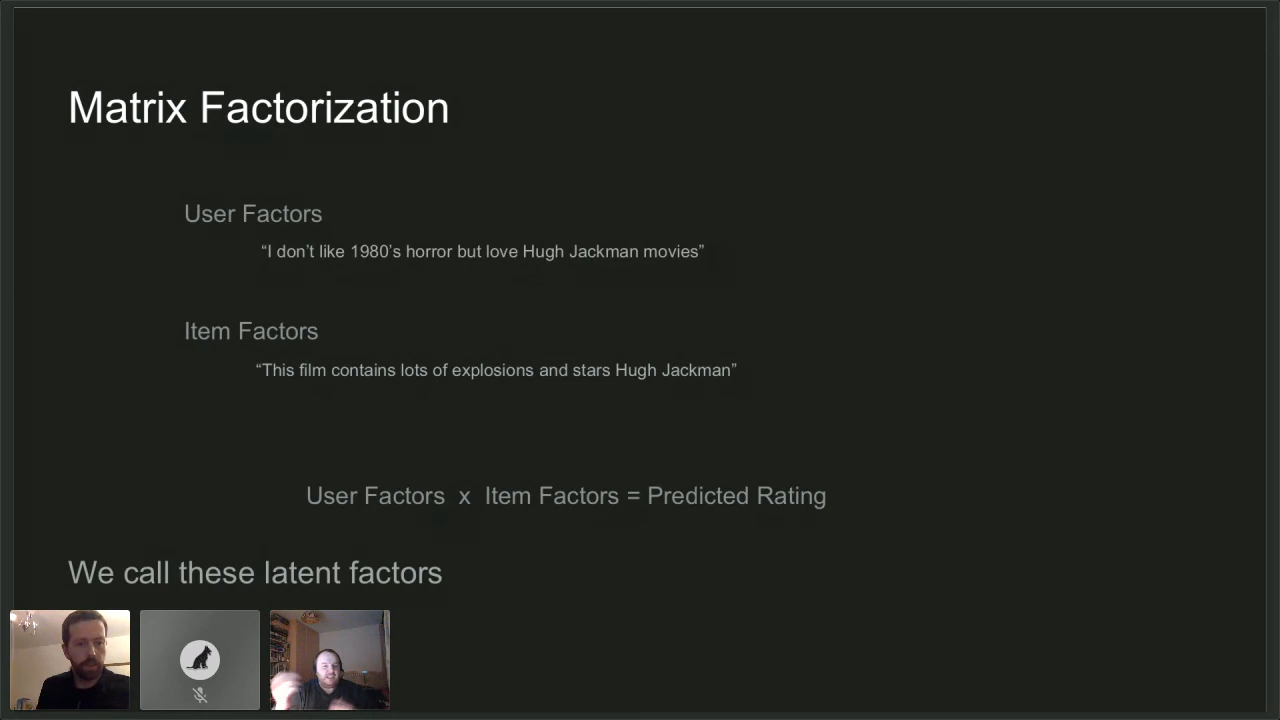 Matrix Factorization
User Factors
“I don’t like 1980’s horror but love Hugh Jackman movies”
Item Factors
“This film contains lots of explosions and stars Hugh Jackman”
User Factors x Item Factors = Predicted Rating
We call these latent factors